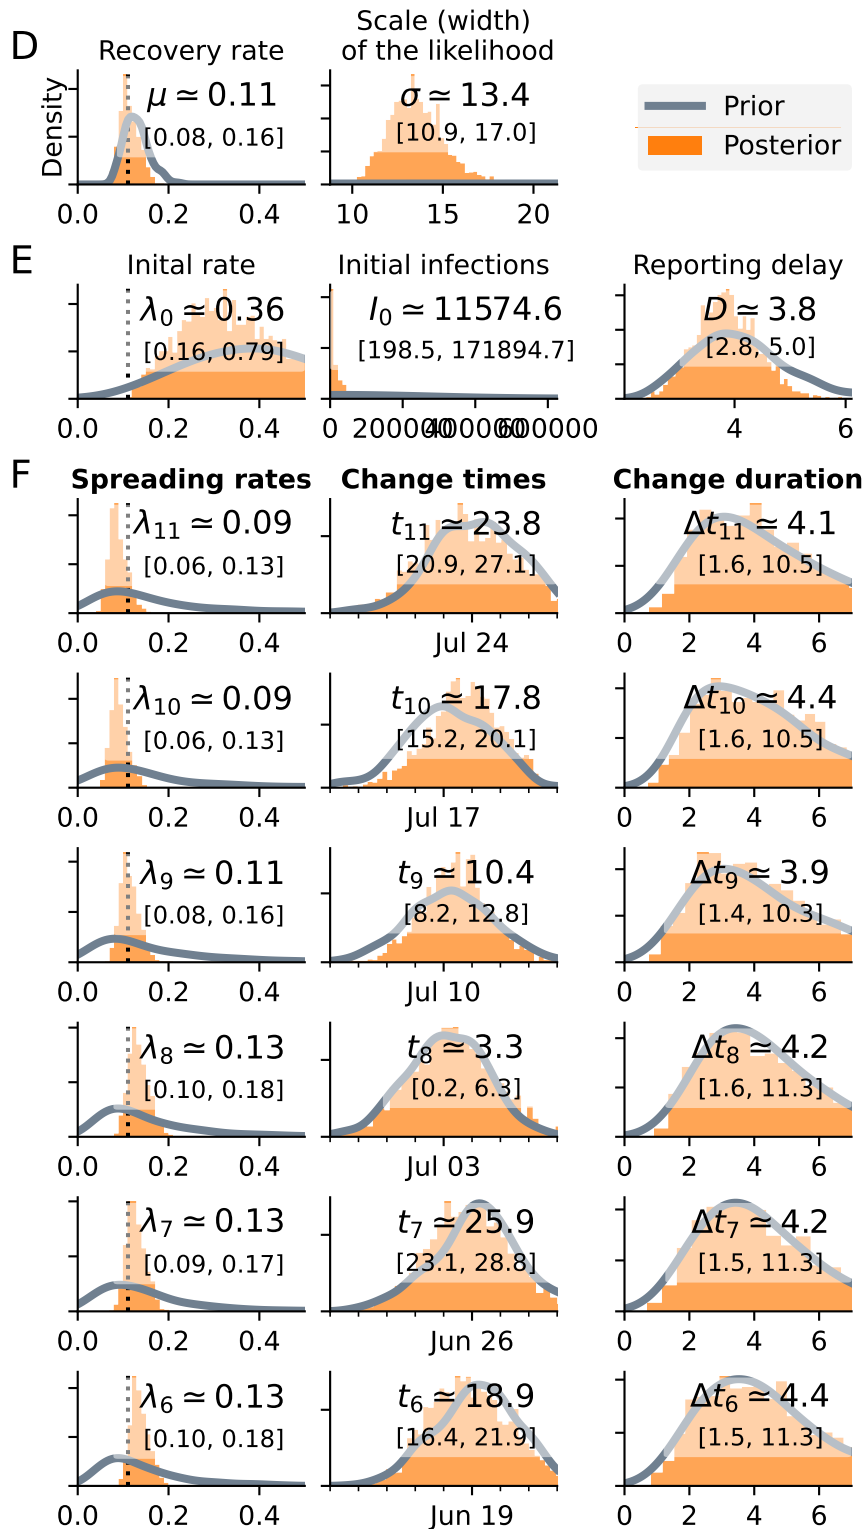 D
Recovery rate
Scale (width)
of the likelihood
Density
μ ≃ 0.11
[0.08, 0.16]
σ ≃ 13.4
[10.9, 17.0]
Prior
Posterior
0.0 0.2 0.4
10 15 20
E
Inital rate
Initial infections
Reporting delay
λ0 ≃ 0.36
[0.16, 0.79]
I0 ≃ 11574.6
[198.5, 171894.7]
D ≃ 3.8
[2.8, 5.0]
0.0 0.2 0.4
0 200000 400000 600000
4 6
F
Spreading rates
Change times
Change duration
λ11 ≃ 0.09
[0.06, 0.13]
t11 ≃ 23.8
[20.9, 27.1]
Δt11 ≃ 4.1
[1.6, 10.5]
0.0 0.2 0.4
Jul 24
0 2 4 6
λ10 ≃ 0.09
[0.06, 0.13]
t10 ≃ 17.8
[15.2, 20.1]
Δt10 ≃ 4.4
[1.6, 10.5]
0.0 0.2 0.4
Jul 17
0 2 4 6
λ9 ≃ 0.11
[0.08, 0.16]
t9 ≃ 10.4
[8.2, 12.8]
Δt9 ≃ 3.9
[1.4, 10.3]
0.0 0.2 0.4
Jul 10
0 2 4 6
λ8 ≃ 0.13
[0.10, 0.18]
t8 ≃ 3.3
[0.2, 6.3]
Δt8 ≃ 4.2
[1.6, 11.3]
0.0 0.2 0.4
Jul 03
0 2 4 6
λ7 ≃ 0.13
[0.09, 0.17]
t7 ≃ 25.9
[23.1, 28.8]
Δt7 ≃ 4.2
[1.5, 11.3]
0.0 0.2 0.4
Jun 26
0 2 4 6
λ6 ≃ 0.13
[0.10, 0.18]
t6 ≃ 18.9
[16.4, 21.9]
Δt6 ≃ 4.4
[1.5, 11.3]
0.0 0.2 0.4
Jun 19
0 2 4 6